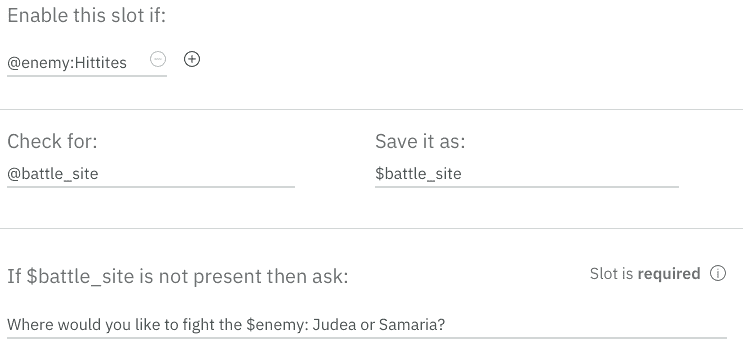 Enable this slot if:
@enemy:Hittites
Check for:
Save it as:
@battle_site
$battle_site
If $battle_site is not present then ask:
Slot is required
Where would you like to fight the $enemy: Judea or Samaria?